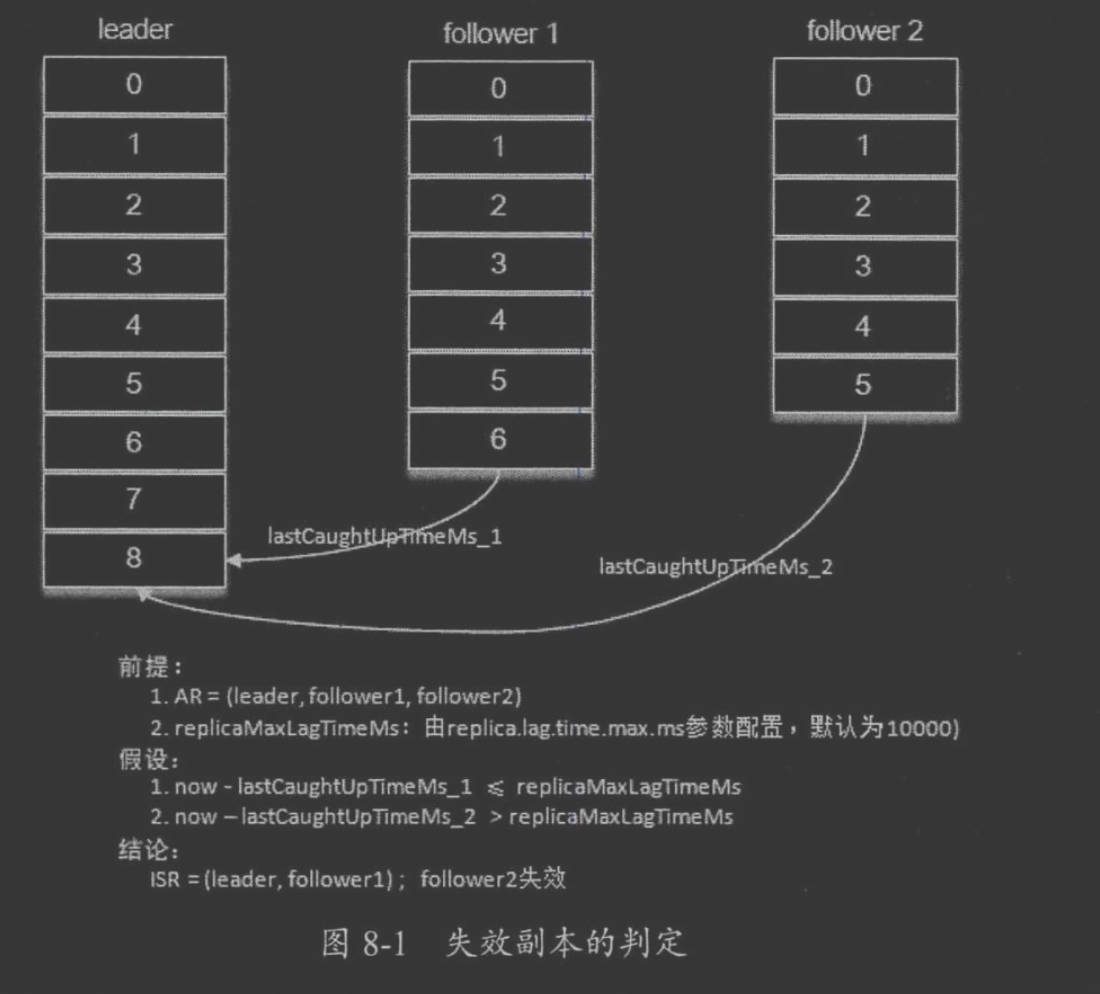 leader
0
1
2
3
4
5
6
7
8
follower 1
0
1
2
3
4
5
6
follower 2
0
1
2
3
4
5
lastCaughtUpTimeMs_1
lastCaughtUpTimeMs_2
前提：
1. AR = (leader, follower1, follower2)
2. replicaMaxLagTimeMs：由replica.lag.time.max.ms参数配置，默认为10000)
假设：
1. now - lastCaughtUpTimeMs_1 ⩽ replicaMaxLagTimeMs
2. now – lastCaughtUpTimeMs_2 > replicaMaxLagTimeMs
结论：
ISR = (leader, follower1)； follower2失效
图 8-1 失效副本的判定